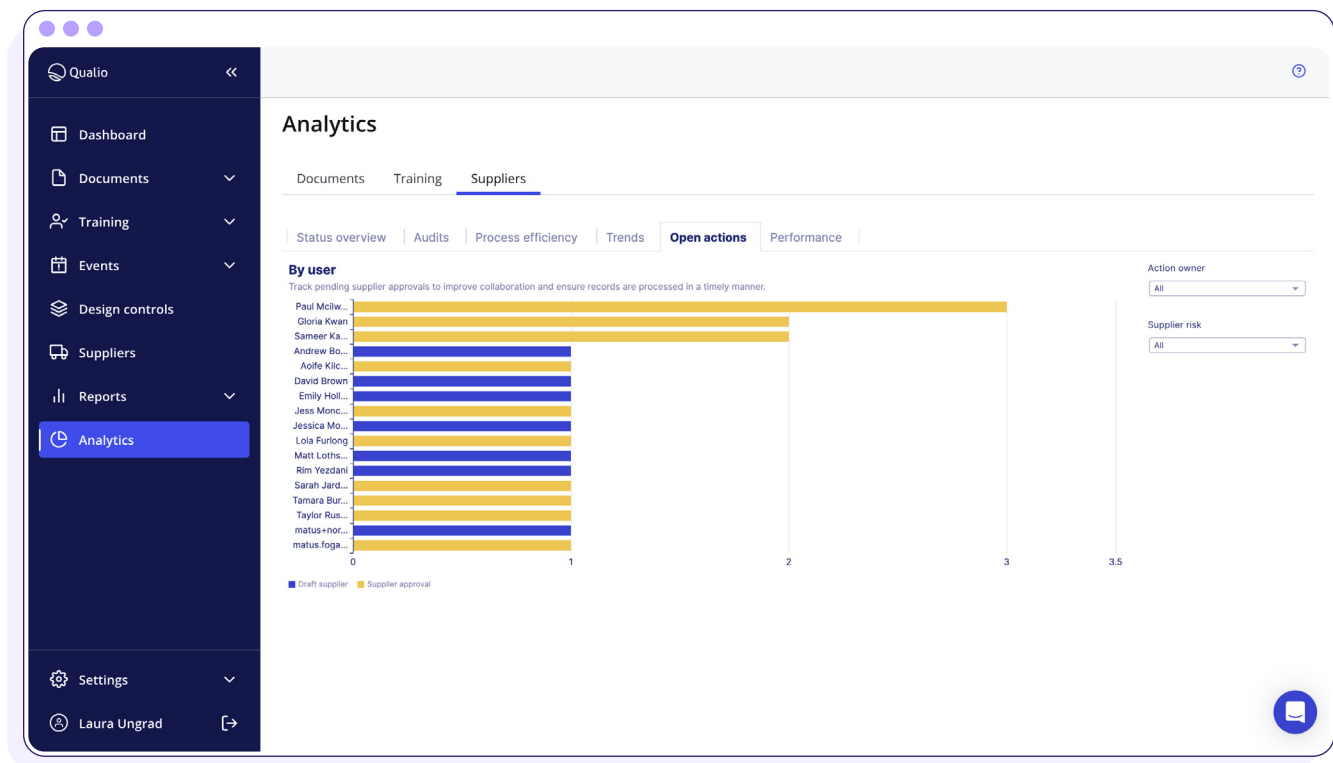 Qualio
Dashboard
Documents
Training
Events
Design controls
Suppliers
Reports
Analytics
Settings
Laura Ungrad
Analytics
Documents Training Suppliers
Status overview Audits Process efficiency Trends Open actions Performance
By user
Track pending supplier approvals to improve collaboration and ensure records are processed in a timely manner.
Paul Mcilw...
Gloria Kwan
Sameer Ka...
Andrew Bo...
Aoife Kilc...
David Brown
Emily Holl...
Jess Monc...
Jessica Mo...
Lola Furlong
Matt Loths...
Rim Yezdani
Sarah Jard...
Tamara Bur...
Taylor Rus...
matus+nor...
matus.foga...
0 1 2 3 3.5
Draft supplier Supplier approval
Action owner
All
Supplier risk
All